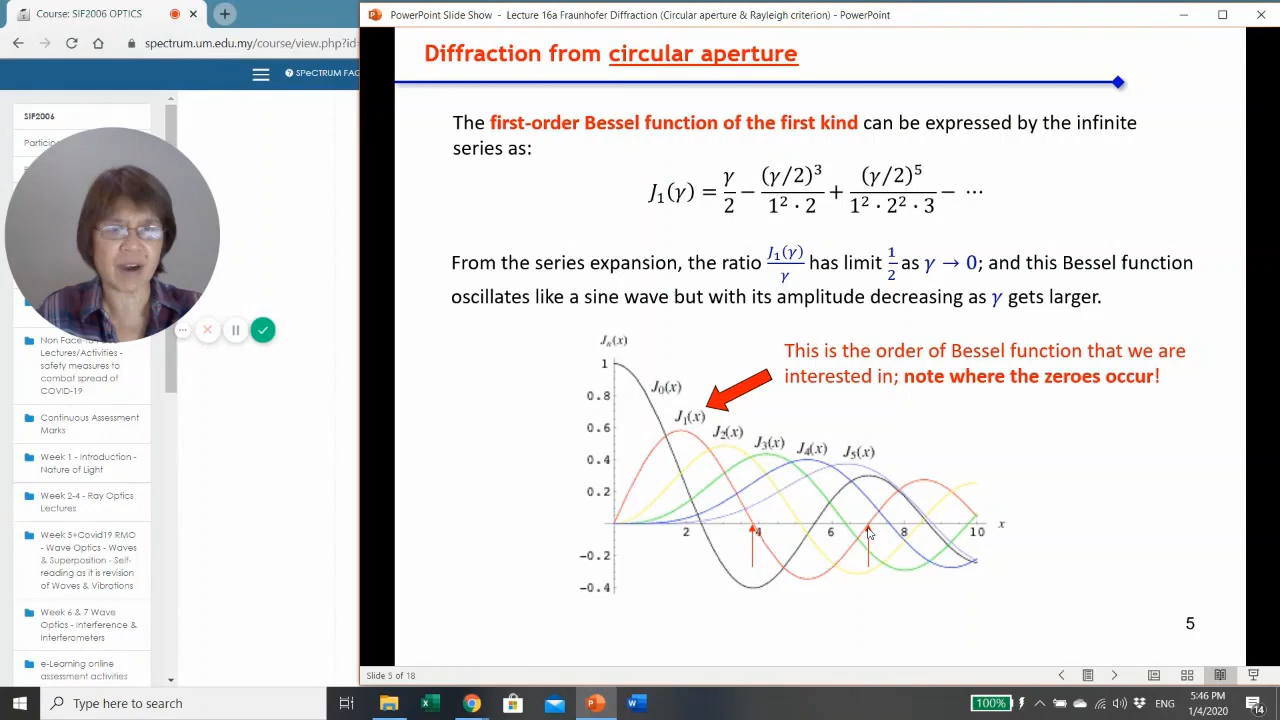 Course: SIF2006 OPTICS
PowerPoint Slide Show - Lecture 16a Fraunhofer Diffraction (Circular aperture & Rayleigh criterion) - PowerPoint
spectrum.um.edu.my/course/view.php?id=
SPeCTRUM FAQ
SIF2006
Particip
Non Face To
Lectures/Activities -
safety measures to
combat spread of
COVID-19
Continuous Assessment
Marks
Week 1 - Introduction -
Nature of Light
Week 2-4 - Ray Optics
Lectures
Week 5+Covid19 RMO
- Wave Optics - Waves
& Superposition - Self-
reading as it is revision
of Waves & Vibrations
Week 6 & 7 Wave
Optics - Interference &
Interferometers
e-Learning online
assessment activities
Diffraction from circular aperture
The first-order Bessel function of the first kind can be expressed by the infinite
series as:
J₁(γ) = γ/2 − (γ/2)³/(1² · 2) + (γ/2)⁵/(1² · 2² · 3) − ⋯
From the series expansion, the ratio J₁(γ)/γ has limit 1/2 as γ → 0; and this Bessel function
oscillates like a sine wave but with its amplitude decreasing as γ gets larger.
This is the order of Bessel function that we are
interested in; note where the zeroes occur!
Jₙ(x)
1
0.8
0.6
0.4
0.2
-0.2
-0.4
J₀(x)
J₁(x)
J₂(x)
J₃(x)
J₄(x)
J₅(x)
2 4 6 8 10
x
5
Slide 5 of 18
Type here to search
100%
ENG
5:46 PM
1/4/2020
14